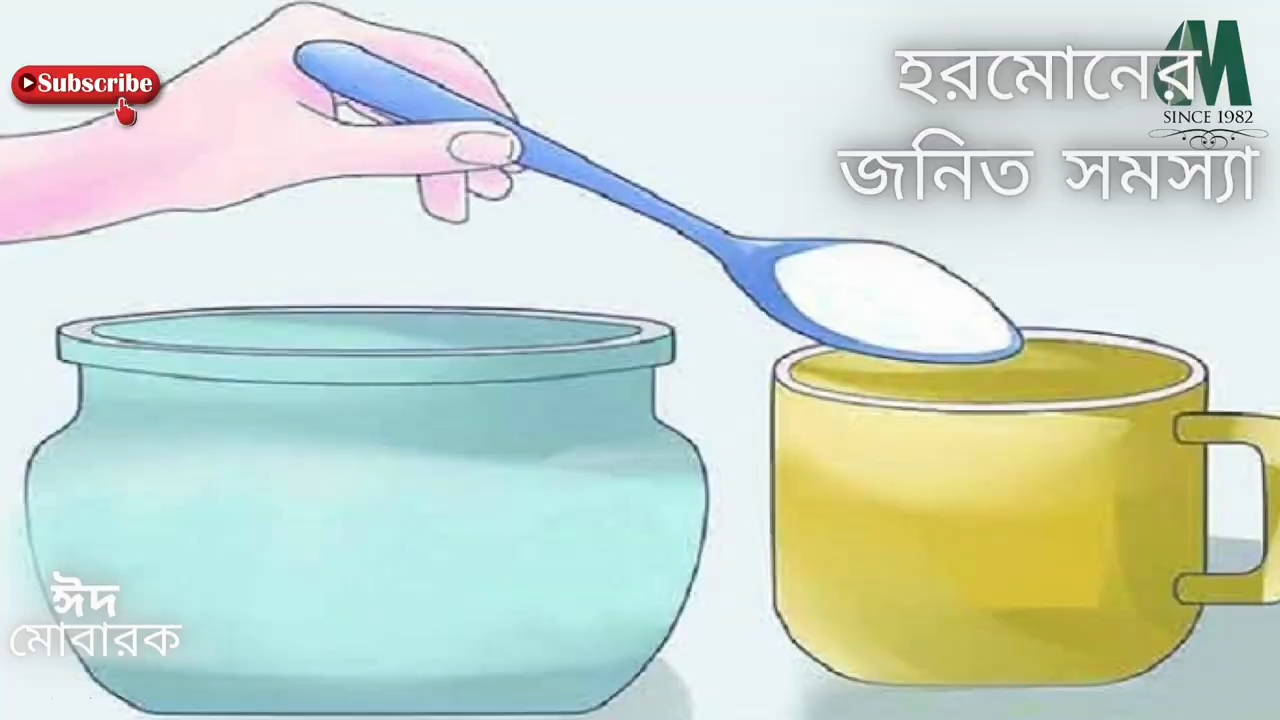 Subscribe
হরমোনের
জনিত সমস্যা
M
SINCE 1982
ঈদ
মোবারক